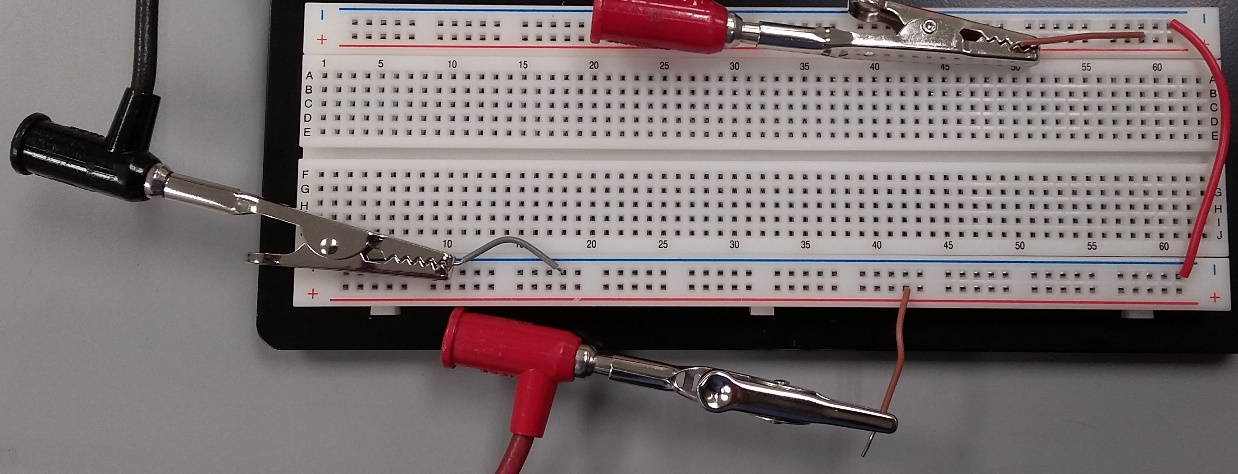 I I
+ +
1 5 10 15 20 25 30 35 40 45 50 55 60
A A
B B
C C
D D
E E
F
G G
H H
I I
J J
10 20 25 30 35 40 45 50 55 60
I
+ +